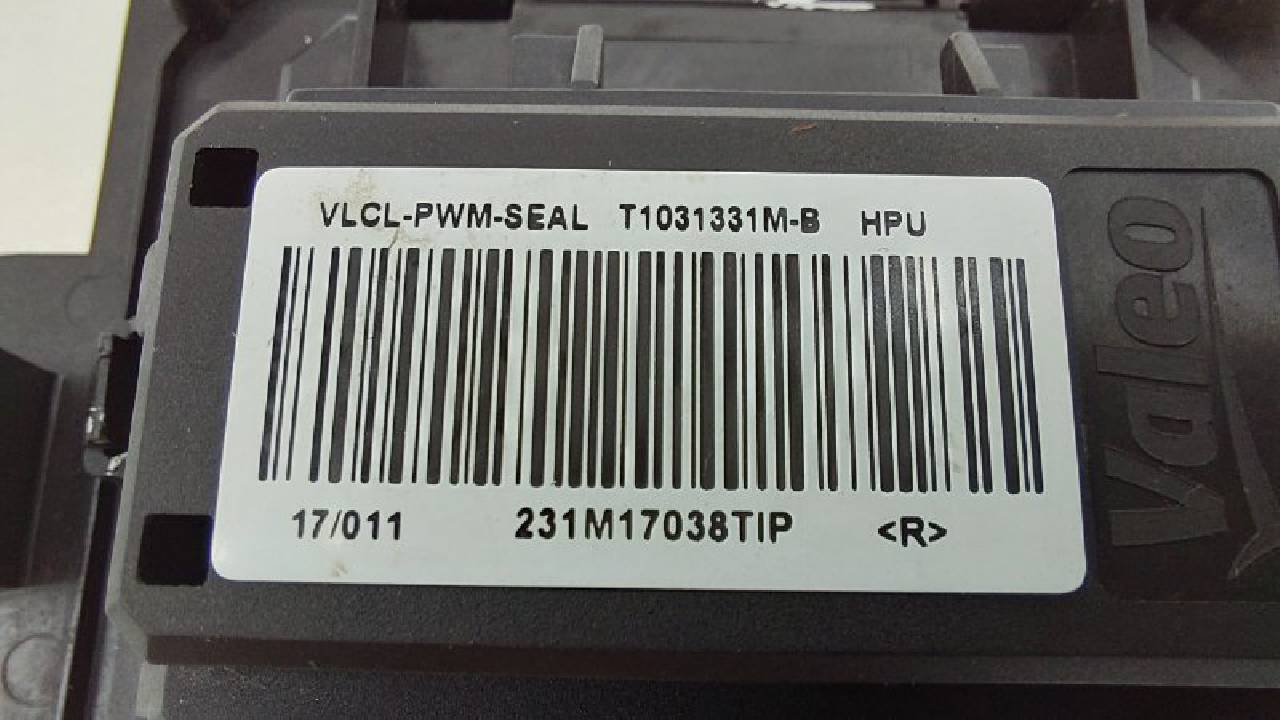 VLCL-PWM-SEAL T1031331M-B HPU
17/011 231M17038TIP <R>
Valeo